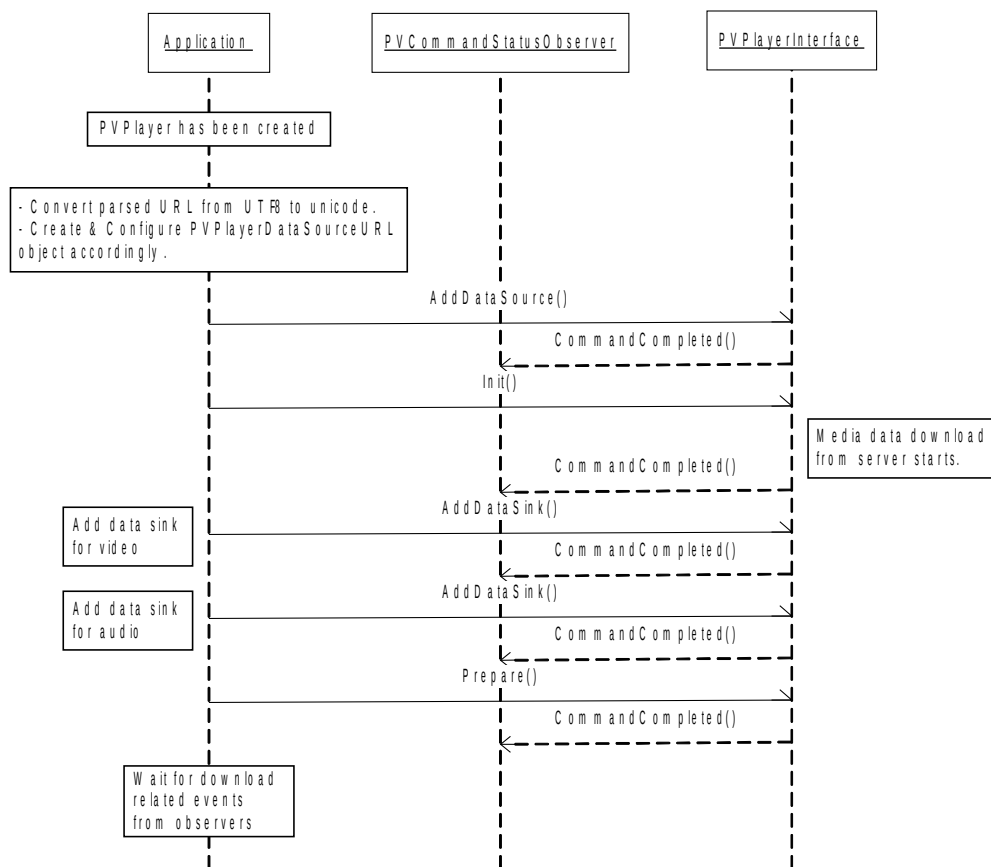 Application
PVCommandStatusObserver
PVPlayerInterface
PVPlayer has been created
- Convert parsed URL from UTF8 to unicode.
- Create & Configure PVPlayerDataSourceURL
object accordingly.
AddDataSource()
CommandCompleted()
Init()
Media data download
from server starts.
CommandCompleted()
AddDataSink()
Add data sink
for video
CommandCompleted()
AddDataSink()
Add data sink
for audio
CommandCompleted()
Prepare()
CommandCompleted()
Wait for download
related events
from observers